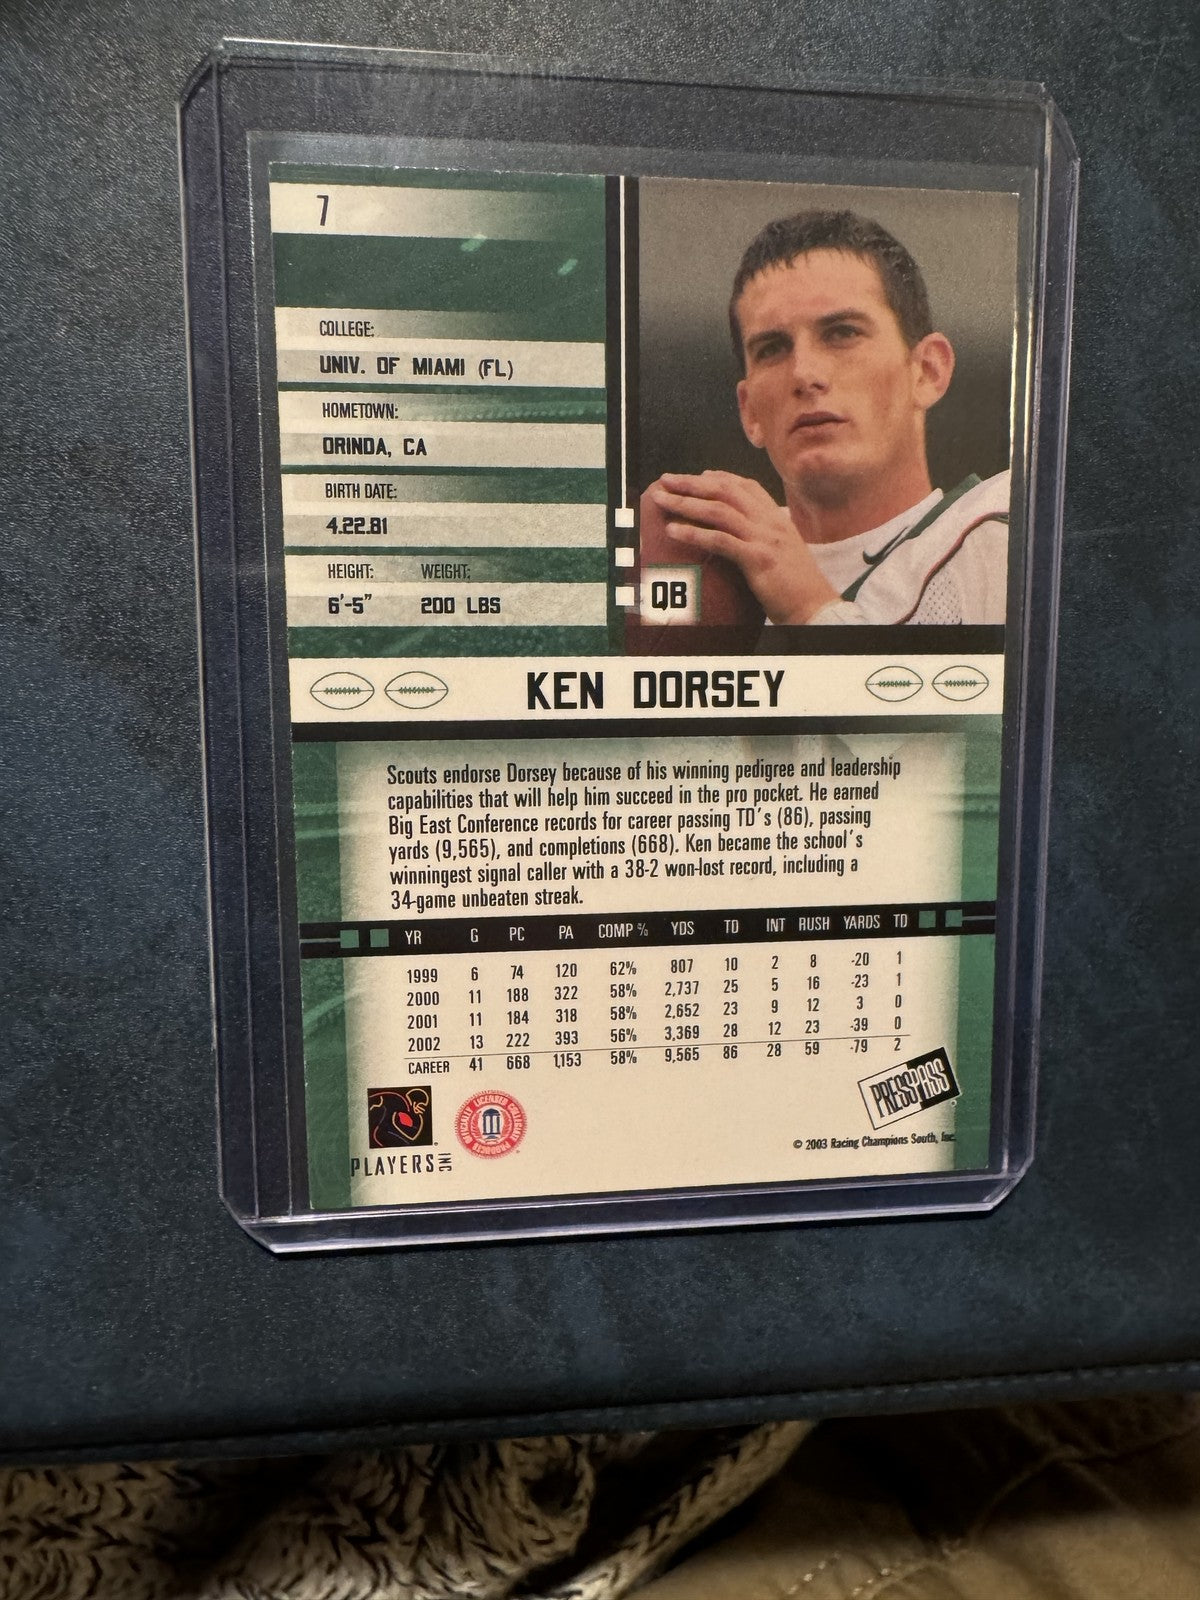 7
COLLEGE:
UNIV. OF MIAMI (FL)
HOMETOWN:
ORINDA, CA
BIRTH DATE:
4.22.81
HEIGHT: WEIGHT:
6'-5" 200 LBS
QB
KEN DORSEY
Scouts endorse Dorsey because of his winning pedigree and leadership
capabilities that will help him succeed in the pro pocket. He earned
Big East Conference records for career passing TD's (86), passing
yards (9,565), and completions (668). Ken became the school's
winningest signal caller with a 38-2 won-lost record, including a
34-game unbeaten streak.
YR G PC PA COMP % YDS TD INT RUSH YARDS TD
1999 6 74 120 62% 807 10 2 8 -20 1
2000 11 188 322 58% 2,737 25 5 16 -23 1
2001 11 184 318 58% 2,652 23 9 12 3 0
2002 13 222 393 56% 3,369 28 12 23 -39 0
CAREER 41 668 1,153 58% 9,565 86 28 59 -79 2
PLAYERS INC
OFFICIALLY LICENSED COLLEGIATE PRODUCTS
PRESS PASS
© 2003 Racing Champions South, Inc.